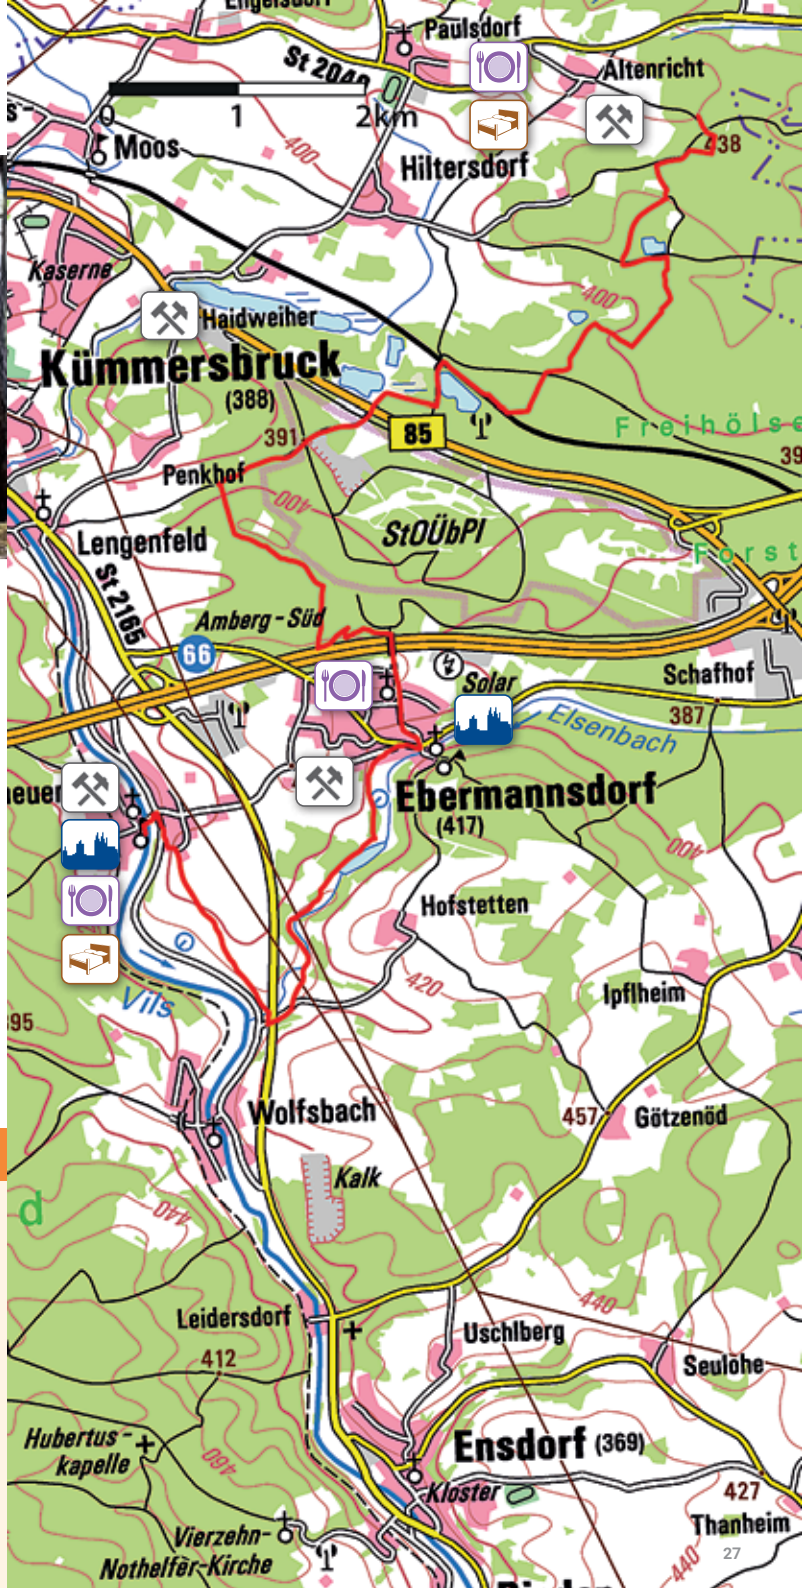 Paulsdorf
St 2040
Altenricht
0 1 2km
Moos
400
438
Hiltersdorf
Kaserne
400
Haidweiher
Kümmersbruck
(388)
85
Freihölse
391
39
Penkhof
400
StOÜbPl
Lengenfeld
Forst
St 2165
Amberg-Süd
66
Schafhof
Solar
387
Elsenbach
Ebermannsdorf
(417)
400
Hofstetten
420
Ipflheim
Vils
95
Wolfsbach
457
Götzenöd
Kalk
d
440
440
Leidersdorf
Uschlberg
412
Seulohe
Hubertus-
kapelle
Ensdorf (369)
460
Kloster
427
Thanheim
Vierzehn-
Nothelfer-Kirche
440
27